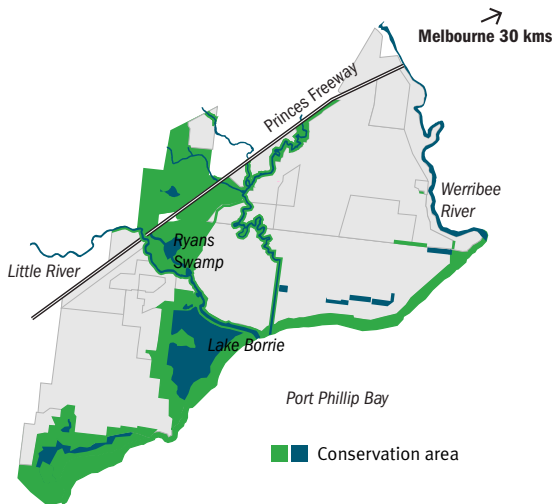 Melbourne 30 kms
Princes Freeway
Werribee
River
Ryans
Swamp
Little River
Lake Borrie
Port Phillip Bay
Conservation area